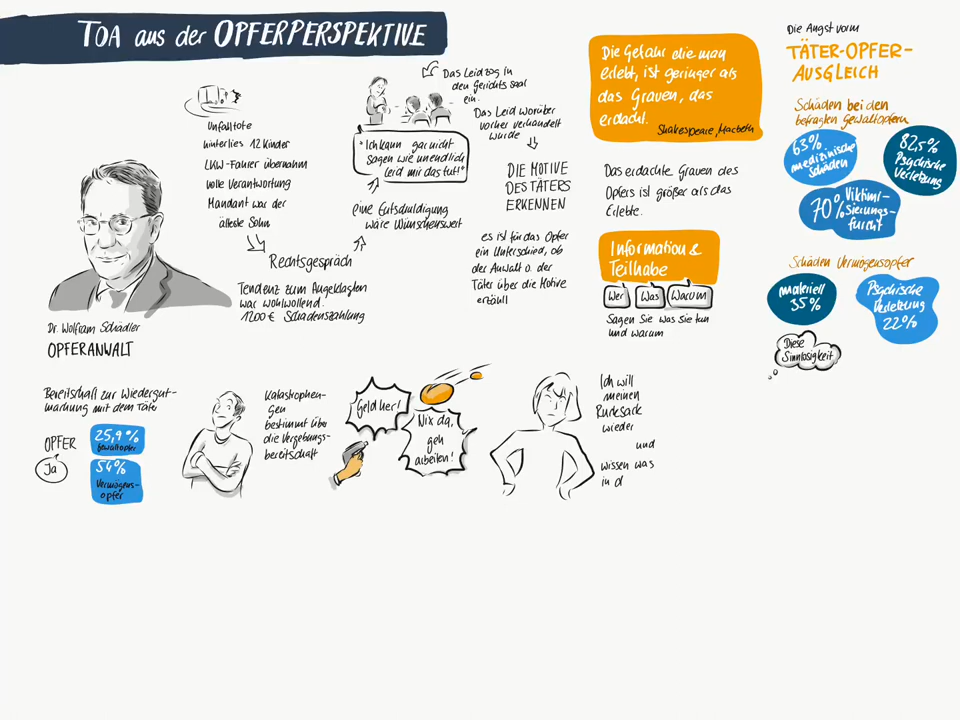 TOA aus der OPFERPERSPEKTIVE
Dr. Wolfram Schädler
OPFERANWALT
Unfalltote
hinterlies 12 Kinder
LKW-Fahrer übernahm
volle Verantwortung
Mandant war der
älteste Sohn
Rechtsgespräch
Tendenz zum Angeklagten
war wohlwollend.
1200 € Schadenszahlung
eine Entschuldigung
wäre Wünschenswert
"Ich kann gar nicht
sagen wie unendlich
Leid mir das tut!"
Das Leid zog in
den Gerichtssaal
ein.
Das Leid worüber
vorher verhandelt
wurde
DIE MOTIVE
DES TÄTERS
ERKENNEN
es ist für das Opfer
ein Unterschied, ob
der Anwalt o. der
Täter über die Motive
erzählt
Die Gefahr die man
erlebt, ist geringer als
das Grauen, das
erdacht.
Shakespeare, Macbeth
Das erdachte Grauen des
Opfers ist größer als das
Erlebte.
Information &
Teilhabe
Wer Was Warum
Sagen Sie was Sie tun
und warum
Die Angst vorm
TÄTER-OPFER-
AUSGLEICH
Schäden bei den
befragten Gewaltopfern
63%
medizinische
Schäden
82,5%
Psychische
Verletzung
70% Viktimi-
sierungs-
furcht
Schäden Vermögensopfer
materiell
35%
Psychische
Verletzung
22%
Diese
Sinnlosigkeit
Bereitschaft zur Wiedergut-
machung mit dem Täter
OPFER
Ja
25,9%
Gewaltopfer
54%
Vermögens-
opfer
Katastrophen-
gen
bestimmt über
die Vergebungs-
bereitschaft
Geld her!
Nix da,
geh
arbeiten!
Ich will
meinen
Rucksack
wieder
und
wissen was
in d